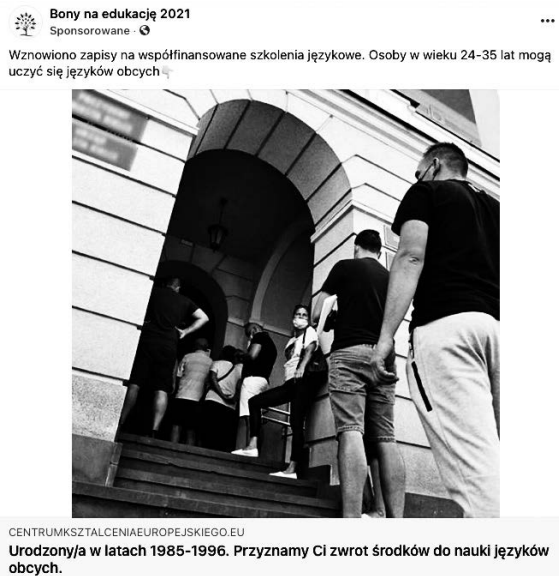 Bony na edukację 2021
Sponsorowane ·
Wznowiono zapisy na współfinansowane szkolenia językowe. Osoby w wieku 24-35 lat mogą
uczyć się języków obcych👇🏻
CENTRUMKSZTALCENIAEUROPEJSKIEGO.EU
Urodzony/a w latach 1985-1996. Przyznamy Ci zwrot środków do nauki języków
obcych.